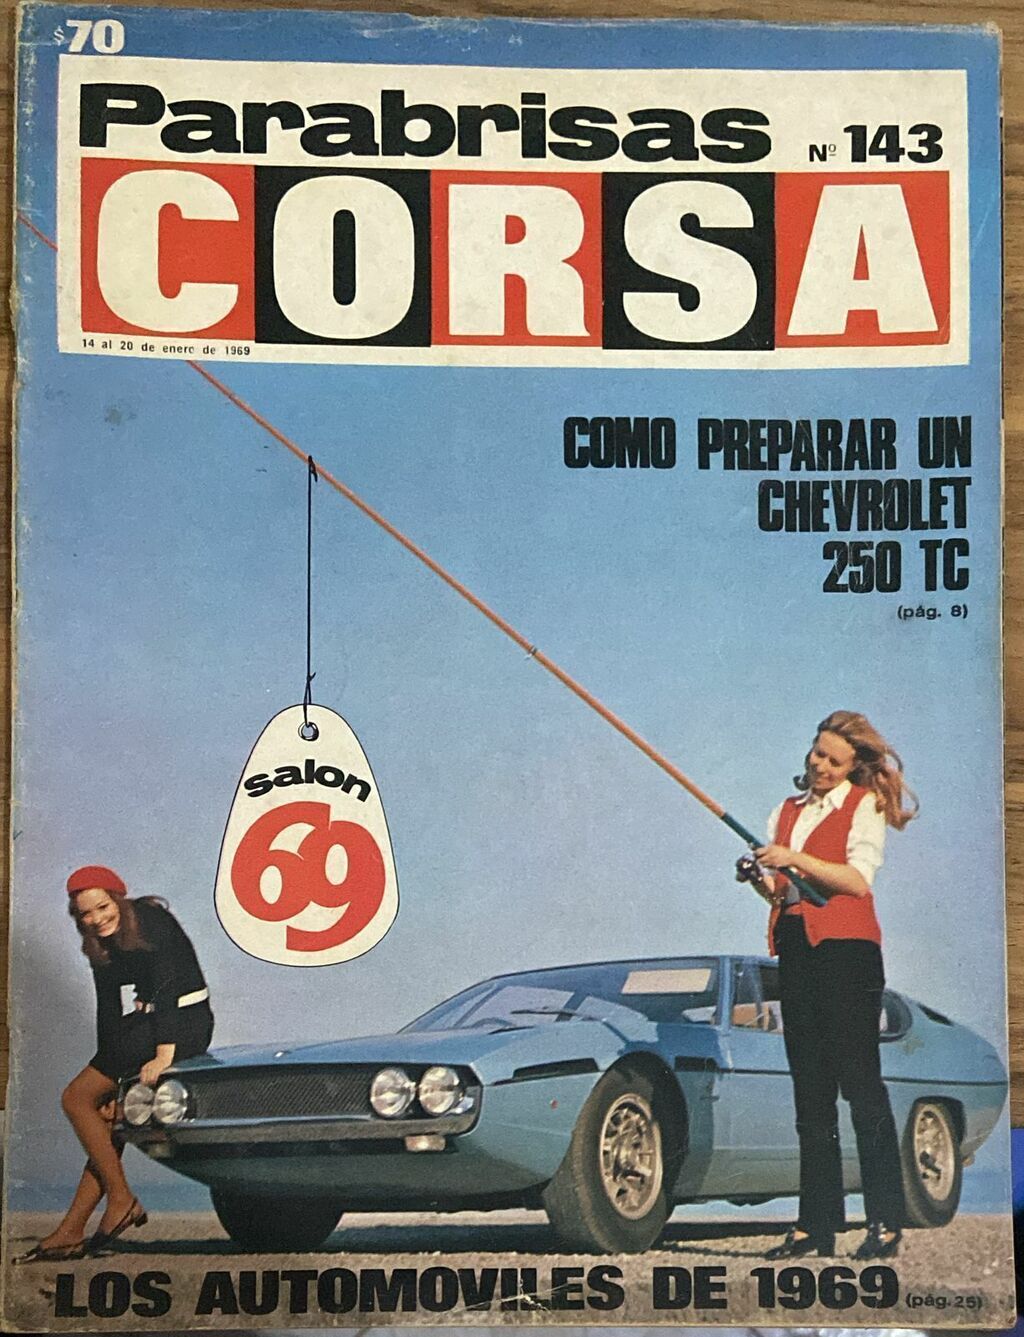 $70
Parabrisas Nº 143
CORSA
14 al 20 de enero de 1969
COMO PREPARAR UN
CHEVROLET
250 TC
(pág. 8)
salon
69
LOS AUTOMOVILES DE 1969 (pág. 25)